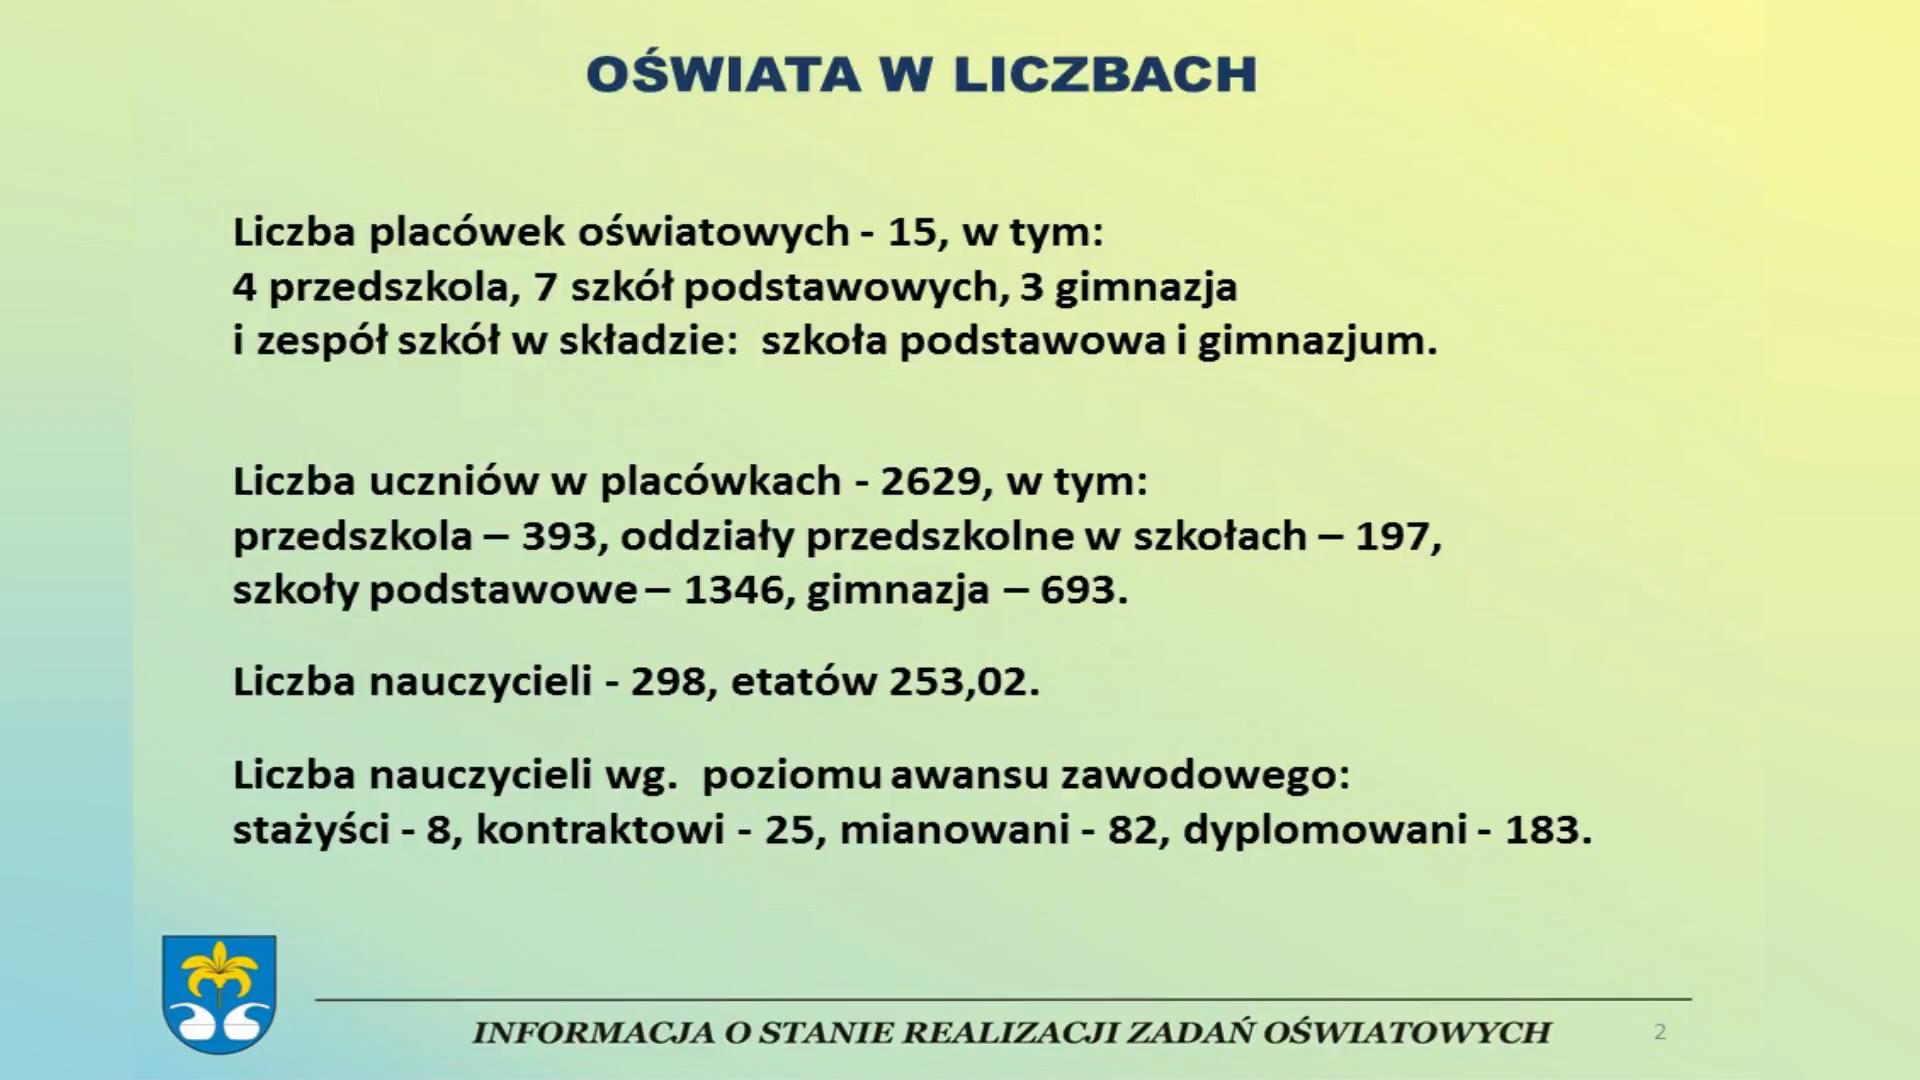 OŚWIATA W LICZBACH
Liczba placówek oświatowych - 15, w tym:
4 przedszkola, 7 szkół podstawowych, 3 gimnazja
i zespół szkół w składzie: szkoła podstawowa i gimnazjum.
Liczba uczniów w placówkach - 2629, w tym:
przedszkola – 393, oddziały przedszkolne w szkołach – 197,
szkoły podstawowe – 1346, gimnazja – 693.
Liczba nauczycieli - 298, etatów 253,02.
Liczba nauczycieli wg. poziomu awansu zawodowego:
stażyści - 8, kontraktowi - 25, mianowani - 82, dyplomowani - 183.
INFORMACJA O STANIE REALIZACJI ZADAŃ OŚWIATOWYCH
2